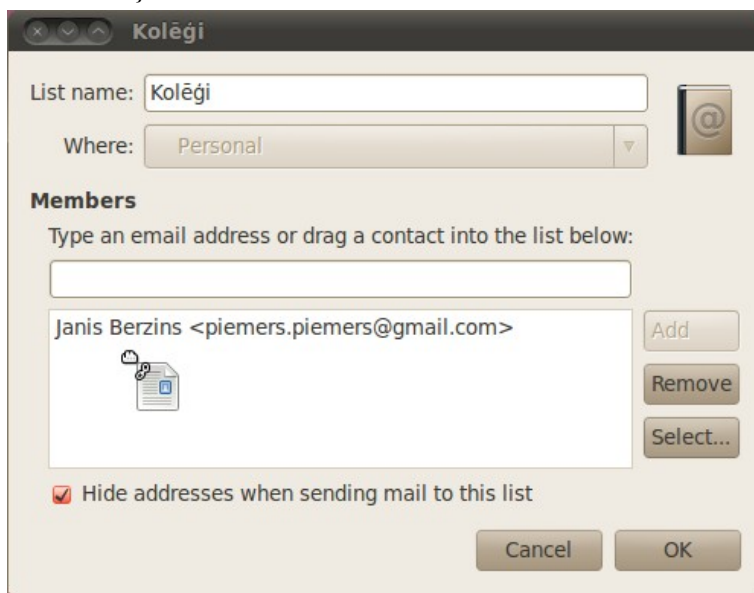 Kolēģi
List name: Kolēģi
Where: Personal
Members
Type an email address or drag a contact into the list below:
Janis Berzins <piemers.piemers@gmail.com>
Add
Remove
Select...
Hide addresses when sending mail to this list
Cancel OK